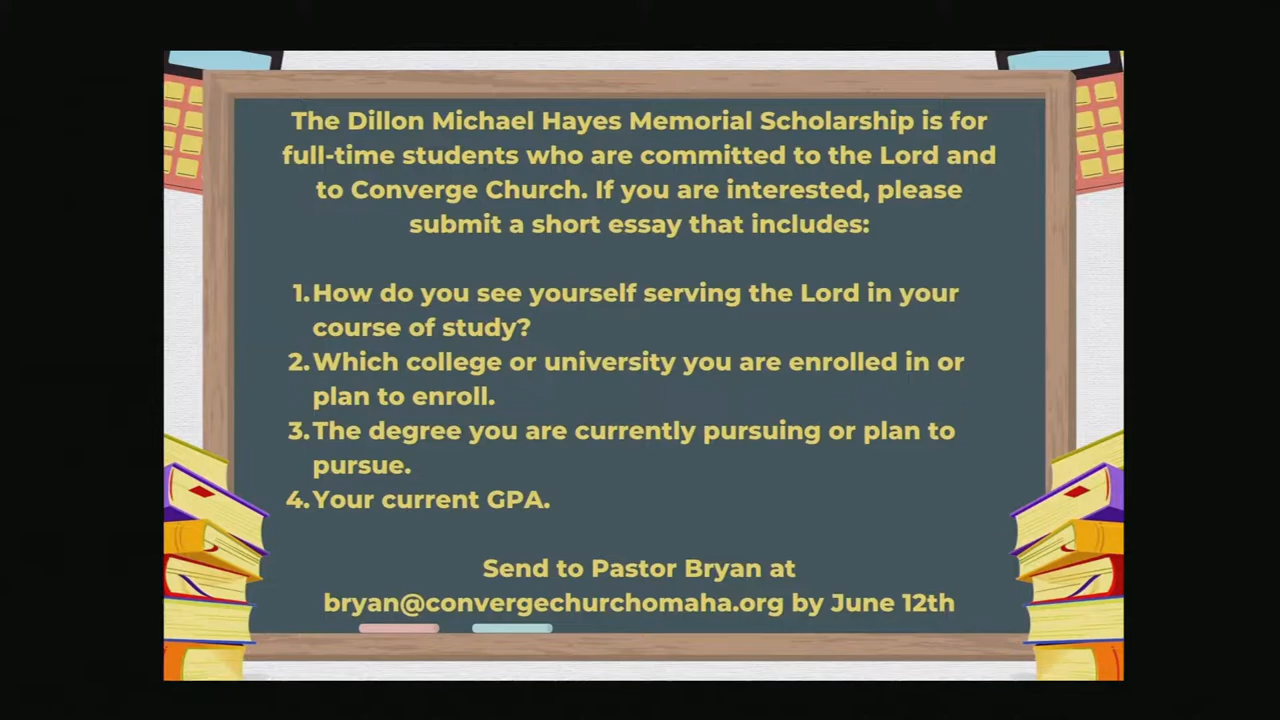 The Dillon Michael Hayes Memorial Scholarship is for
full-time students who are committed to the Lord and
to Converge Church. If you are interested, please
submit a short essay that includes:
1. How do you see yourself serving the Lord in your
course of study?
2. Which college or university you are enrolled in or
plan to enroll.
3. The degree you are currently pursuing or plan to
pursue.
4. Your current GPA.
Send to Pastor Bryan at
bryan@convergechurchomaha.org by June 12th